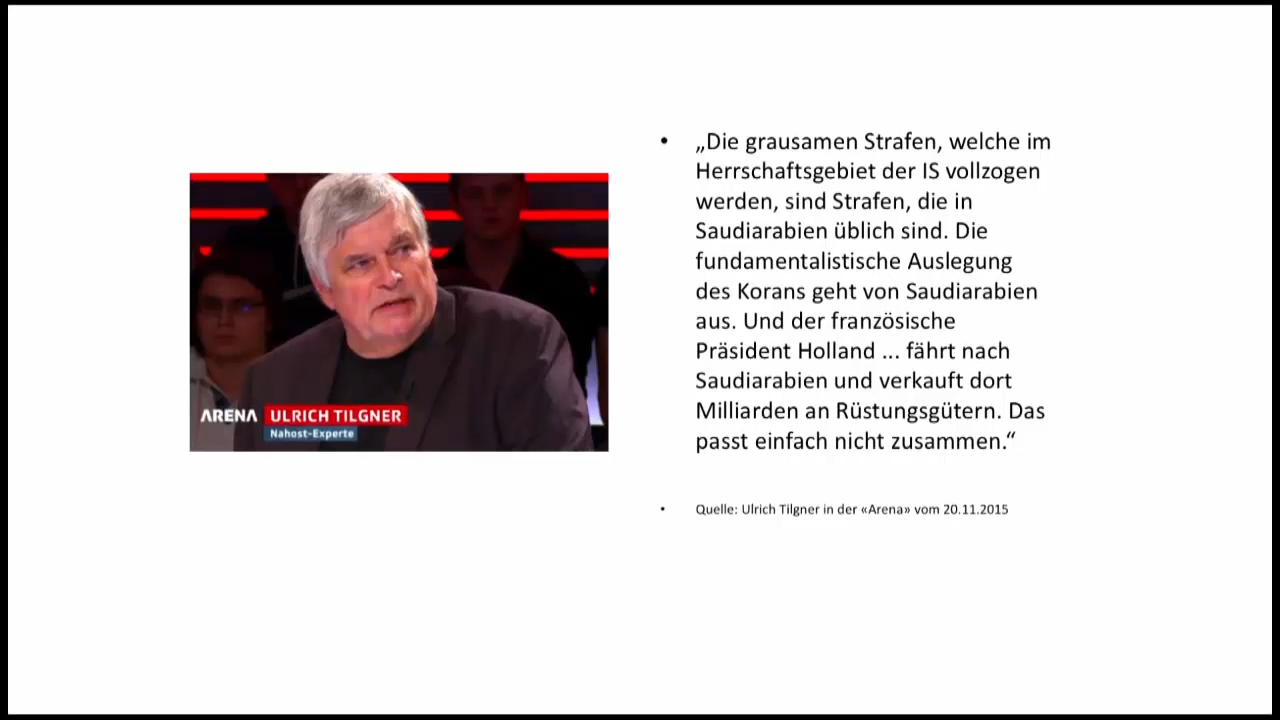 ARENA
ULRICH TILGNER
Nahost-Experte
• „Die grausamen Strafen, welche im
Herrschaftsgebiet der IS vollzogen
werden, sind Strafen, die in
Saudiarabien üblich sind. Die
fundamentalistische Auslegung
des Korans geht von Saudiarabien
aus. Und der französische
Präsident Holland ... fährt nach
Saudiarabien und verkauft dort
Milliarden an Rüstungsgütern. Das
passt einfach nicht zusammen.“
• Quelle: Ulrich Tilgner in der «Arena» vom 20.11.2015